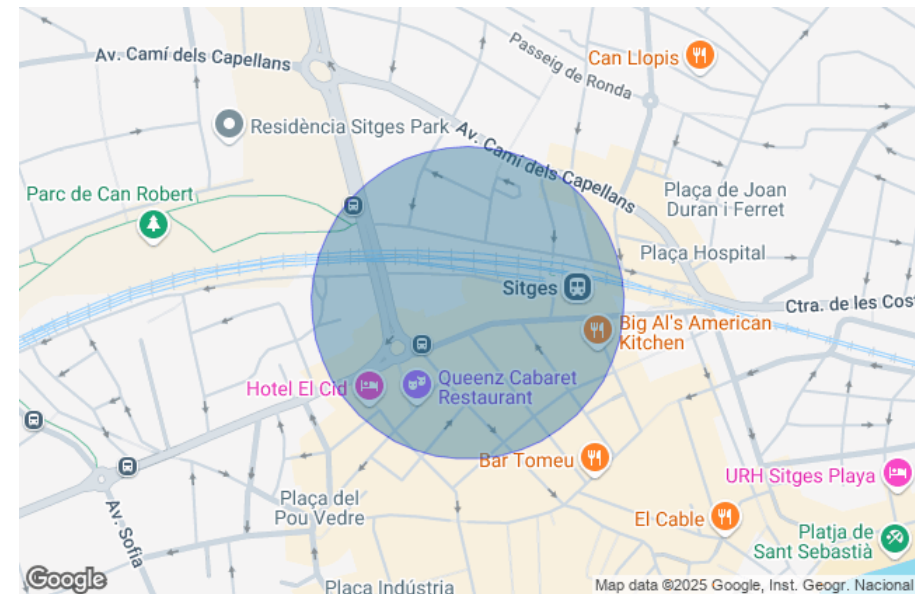 Av. Camí dels Capellans
Passeig de Ronda
Can Llopis
Residència Sitges Park
Av. Camí dels Capellans
Parc de Can Robert
Plaça de Joan
Duran i Ferret
Plaça Hospital
Sitges
Ctra. de les Cost
Big Al's American
Kitchen
Hotel El Cid
Queenz Cabaret
Restaurant
Bar Tomeu
URH Sitges Playa
Plaça del
Pou Vedre
Av. Sofia
El Cable
Platja de
Sant Sebastià
Google
Plaça Indústria
Map data ©2025 Google, Inst. Geogr. Nacional